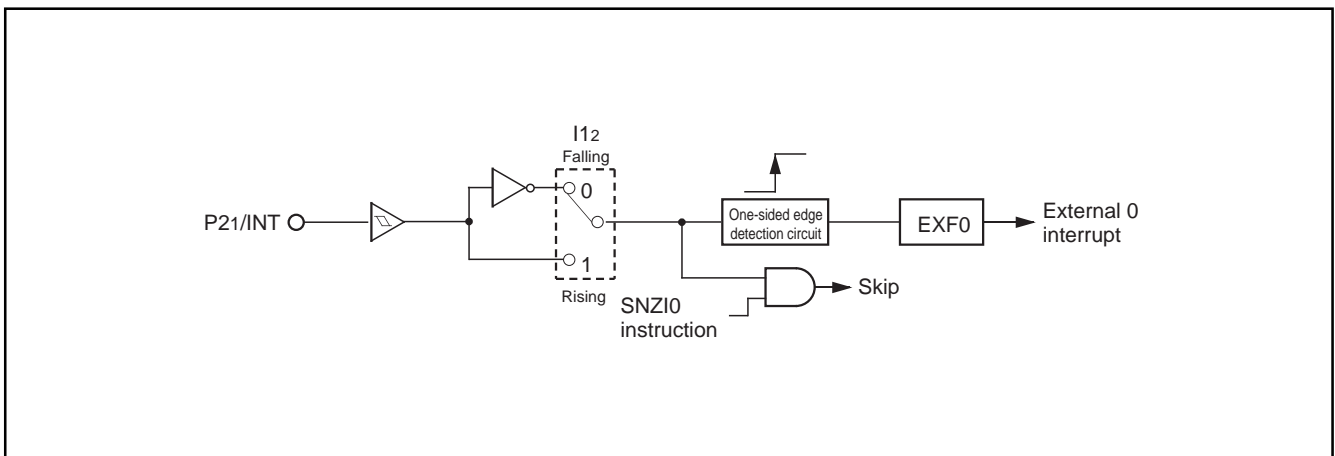 I12
Falling
0
P21/INT
1
Rising
SNZI0
instruction
One-sided edge
detection circuit
EXF0
External 0
interrupt
Skip